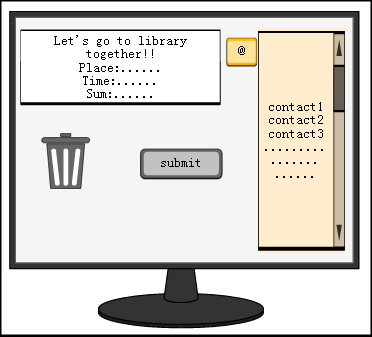 Let's go to library
together!!
Place:......
Time:......
Sum:......
@
contact1
contact2
contact3
.........
.......
......
submit